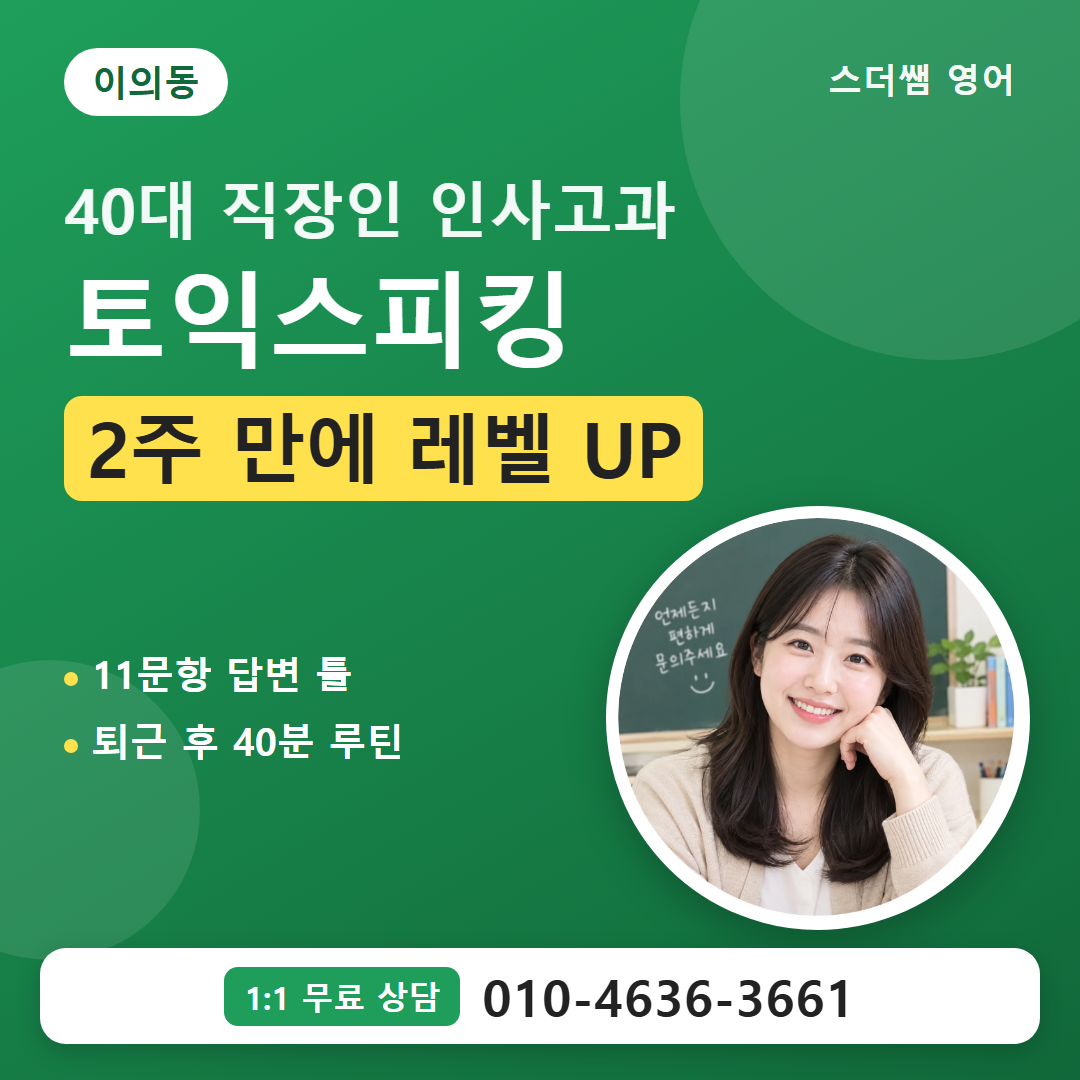 이의동
스더쌤 영어
40대 직장인 인사고과
토익스피킹
2주 만에 레벨 UP
언제든지
편하게
문의주세요
11문항 답변 틀
퇴근 후 40분 루틴
1:1 무료 상담 010-4636-3661